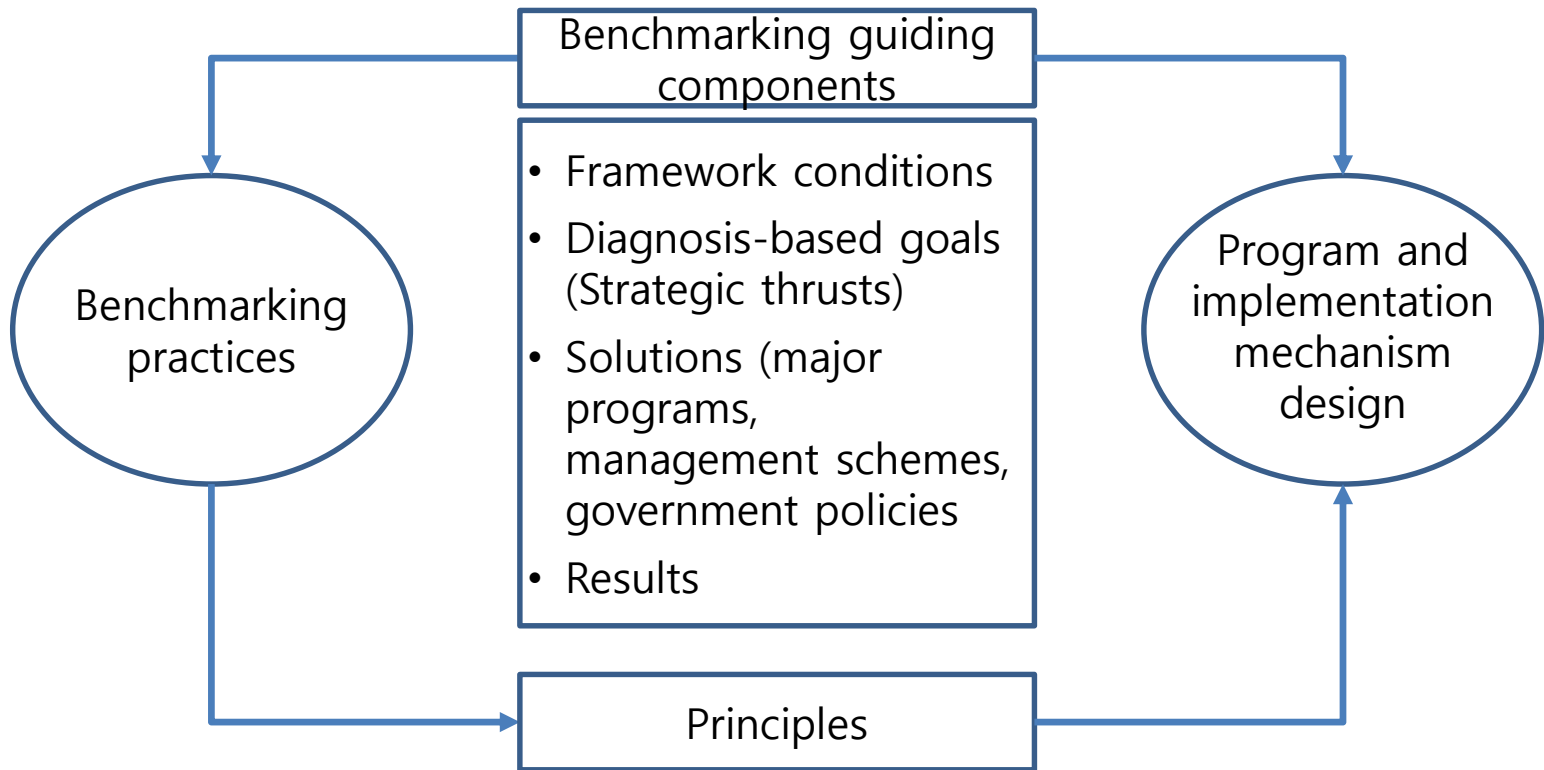 Benchmarking guiding
components
Benchmarking
practices
• Framework conditions
• Diagnosis-based goals
(Strategic thrusts)
• Solutions (major
programs,
management schemes,
government policies
• Results
Program and
implementation
mechanism
design
Principles